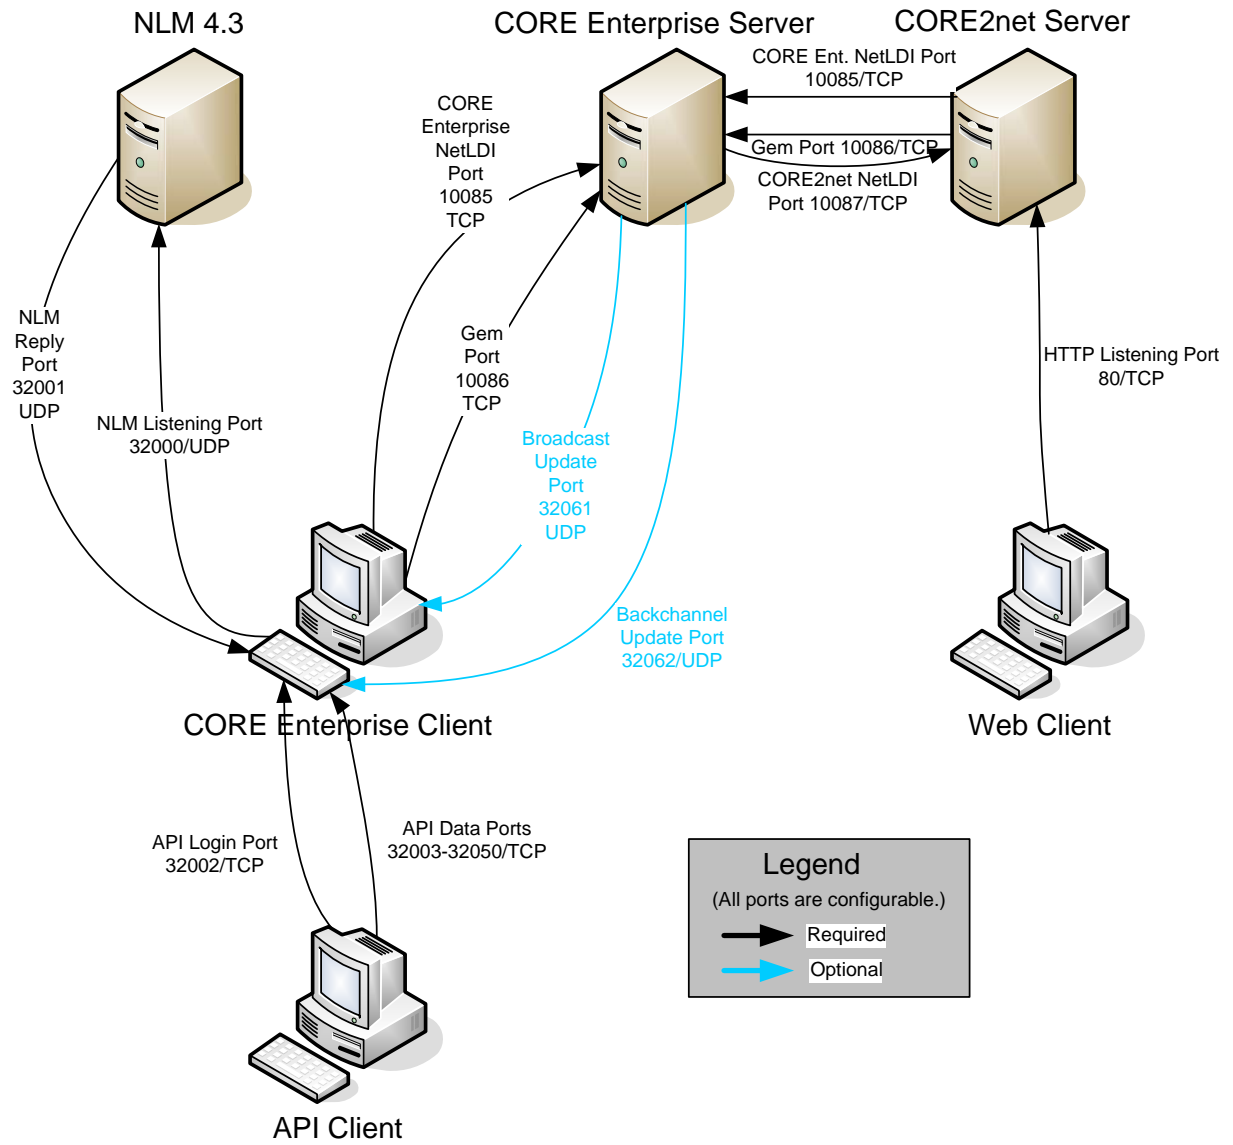 NLM 4.3
CORE Enterprise Server
CORE2net Server
CORE Ent. NetLDI Port
10085/TCP
Gem Port 10086/TCP
CORE2net NetLDI
Port 10087/TCP
CORE
Enterprise
NetLDI
Port
10085
TCP
NLM
Reply
Port
32001
UDP
NLM Listening Port
32000/UDP
Gem
Port
10086
TCP
HTTP Listening Port
80/TCP
Broadcast
Update
Port
32061
UDP
Backchannel
Update Port
32062/UDP
CORE Enterprise Client
Web Client
API Login Port
32002/TCP
API Data Ports
32003-32050/TCP
Legend
(All ports are configurable.)
Required
Optional
API Client